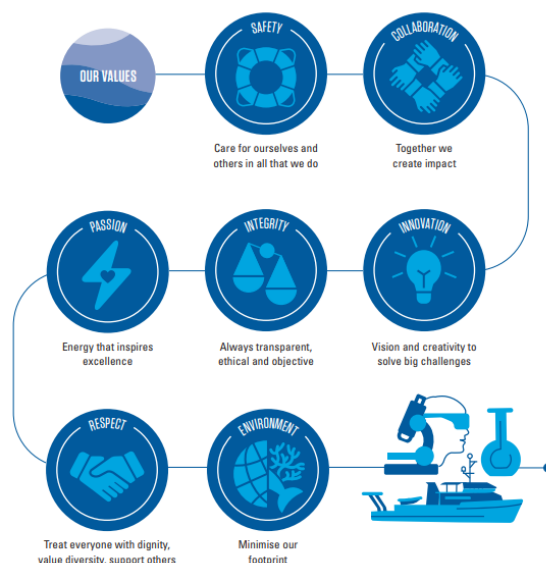 OUR VALUES
SAFETY
Care for ourselves and
others in all that we do
COLLABORATION
Together we
create impact
INNOVATION
Vision and creativity to
solve big challenges
INTEGRITY
Always transparent,
ethical and objective
PASSION
Energy that inspires
excellence
RESPECT
Treat everyone with dignity,
value diversity, support others
ENVIRONMENT
Minimise our
footprint